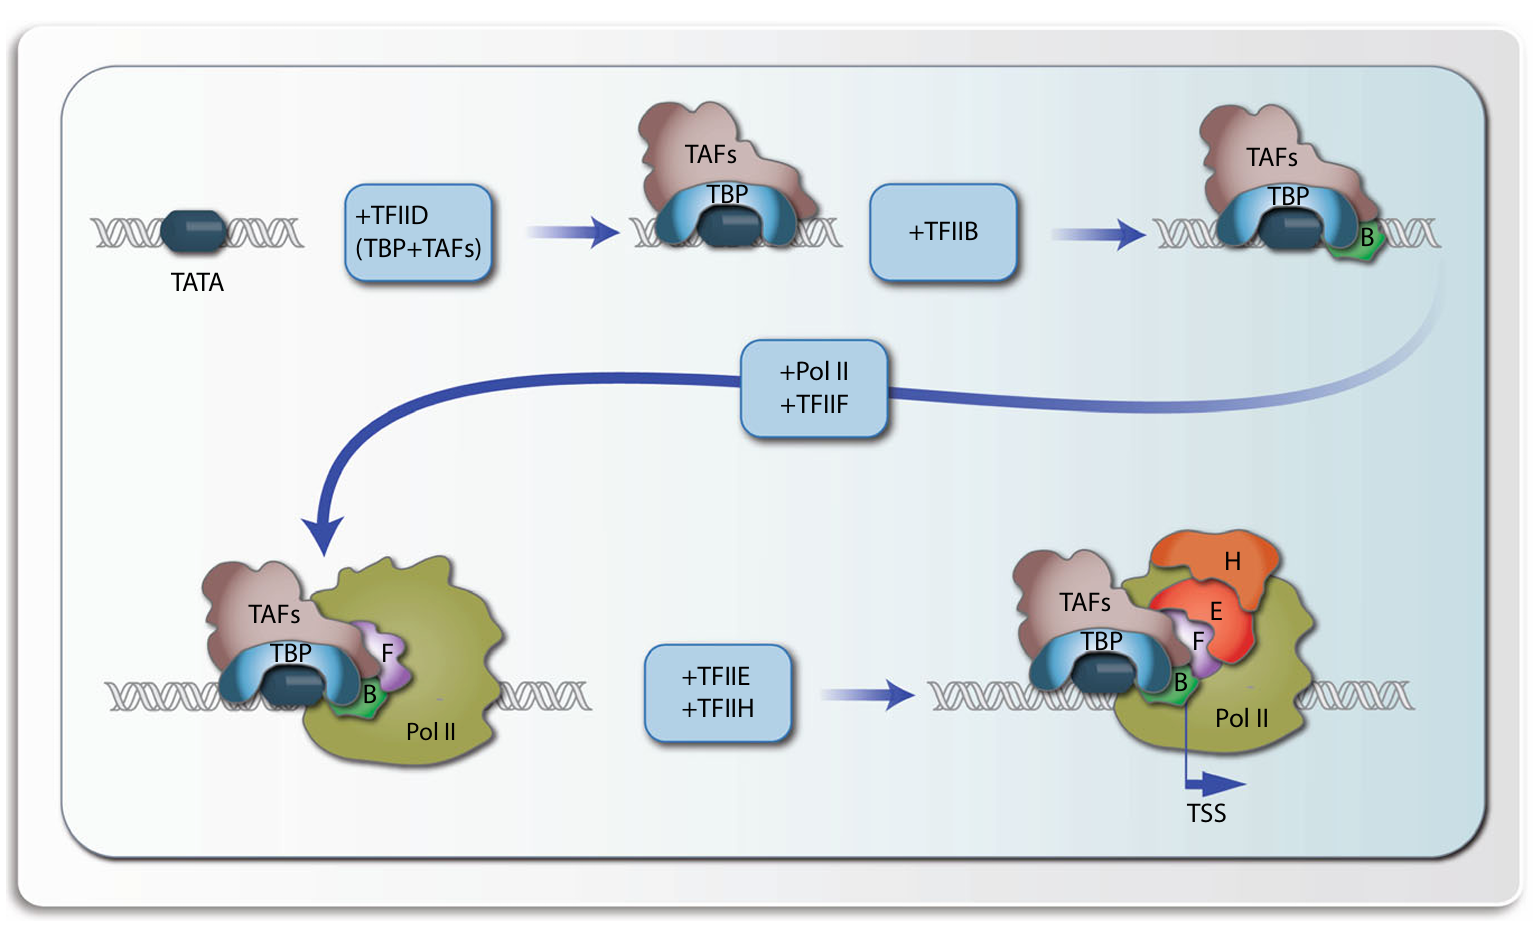 TATA
+TFIID
(TBP+TAFs)
TAFs
TBP
+TFIIB
TAFs
TBP
B
+Pol II
+TFIIF
TAFs
TBP
F
B
Pol II
+TFIIE
+TFIIH
H
E
TAFs
TBP
F
B
Pol II
TSS